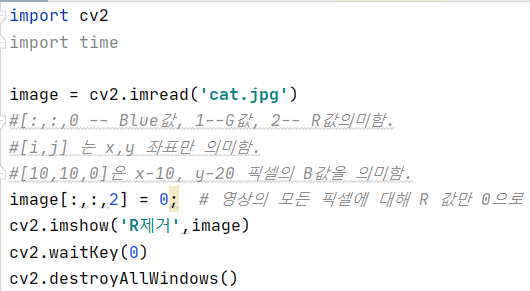 import cv2
import time
image = cv2.imread('cat.jpg')
#[:,:,0 -- Blue값, 1--G값, 2-- R값의미함.
#[i,j] 는 x,y 좌표만 의미함.
#[10,10,0]은 x-10, y-20 픽셀의 B값을 의미함.
image[:,:,2] = 0;  # 영상의 모든 픽셀에 대해 R 값만 0으로
cv2.imshow('R제거',image)
cv2.waitKey(0)
cv2.destroyAllWindows()